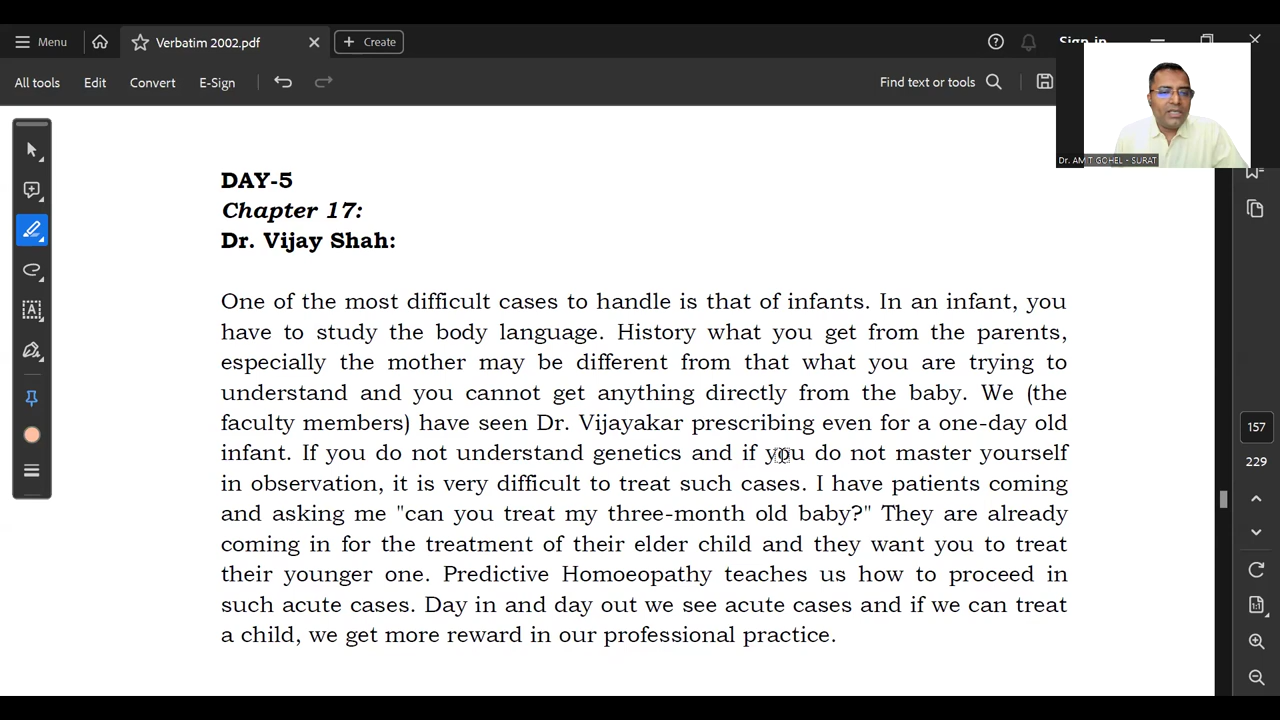 Menu
Verbatim 2002.pdf
Create
All tools
Edit
Convert
E-Sign
Find text or tools
Dr. AMIT GOHEL - SURAT
DAY-5
Chapter 17:
Dr. Vijay Shah:
One of the most difficult cases to handle is that of infants. In an infant, you
have to study the body language. History what you get from the parents,
especially the mother may be different from that what you are trying to
understand and you cannot get anything directly from the baby. We (the
faculty members) have seen Dr. Vijayakar prescribing even for a one-day old
infant. If you do not understand genetics and if you do not master yourself
in observation, it is very difficult to treat such cases. I have patients coming
and asking me "can you treat my three-month old baby?" They are already
coming in for the treatment of their elder child and they want you to treat
their younger one. Predictive Homoeopathy teaches us how to proceed in
such acute cases. Day in and day out we see acute cases and if we can treat
a child, we get more reward in our professional practice.
157
229
1:1